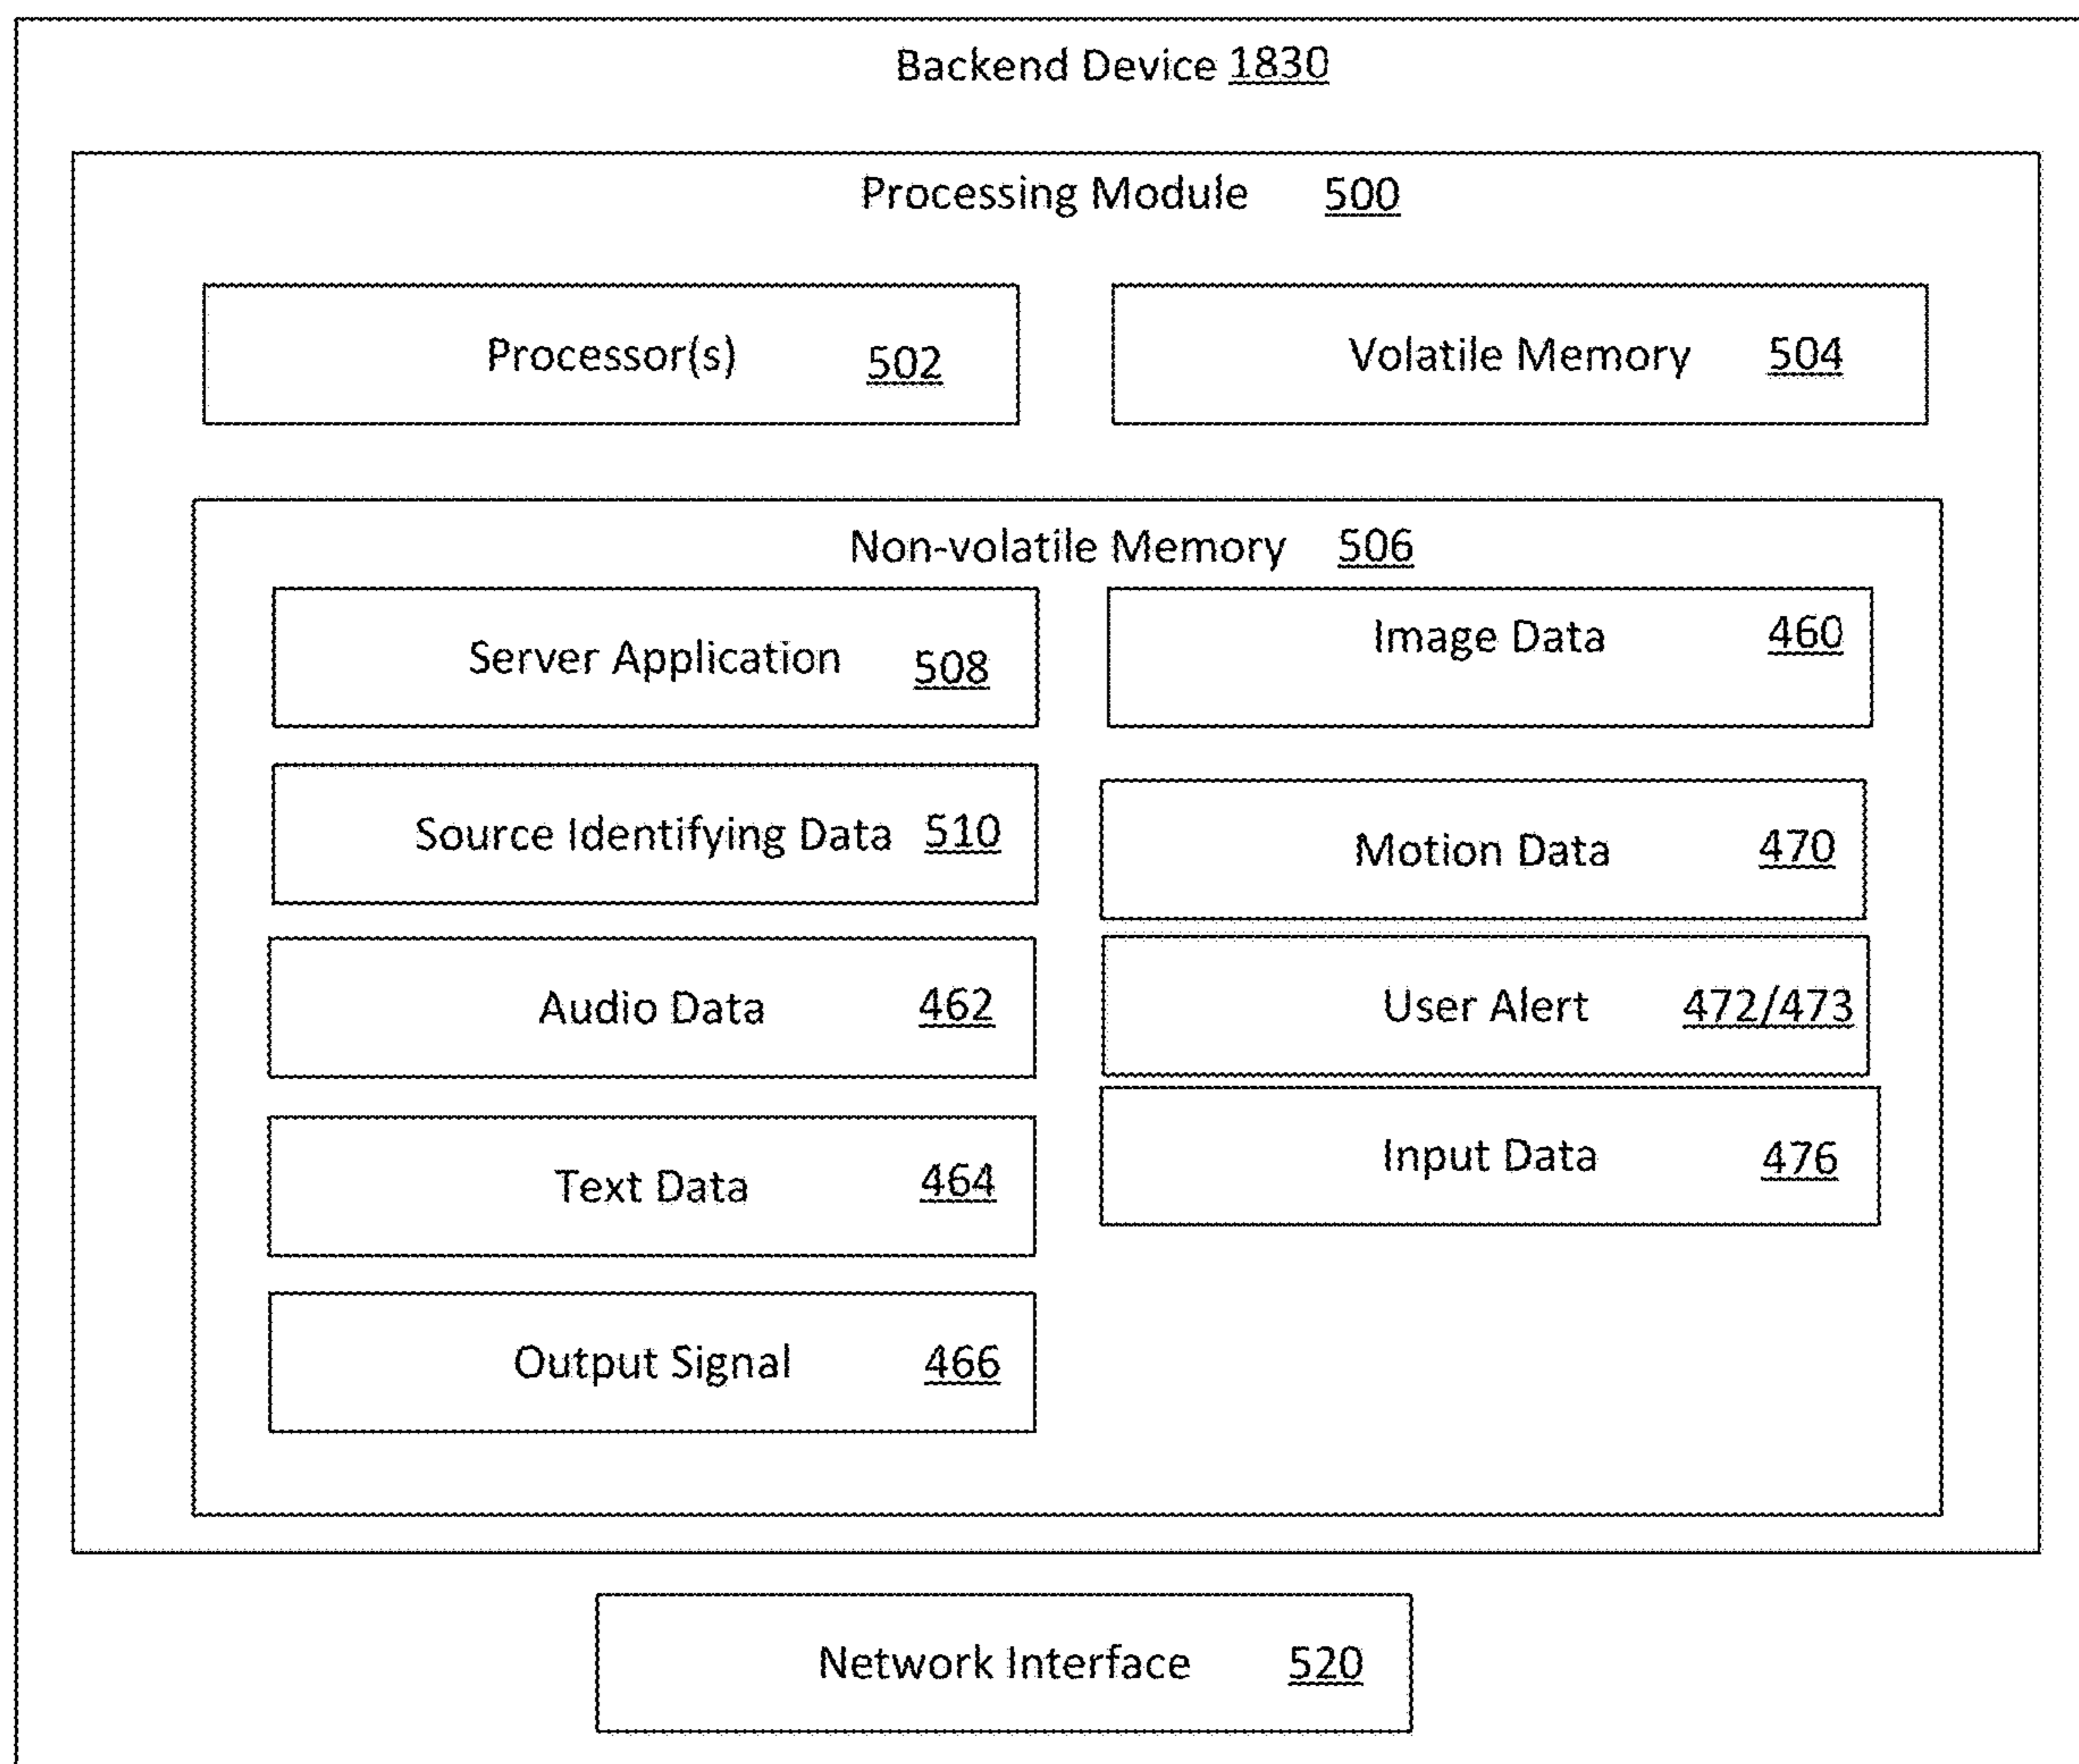 Backend Device 1830
Processing Module 500
Processor(s) 502
Volatile Memory 504
Non-volatile Memory 506
Server Application 508
Image Data 460
Source Identifying Data 510
Motion Data 470
Audio Data 462
User Alert 472/473
Text Data 464
Input Data 476
Output Signal 466
Network Interface 520